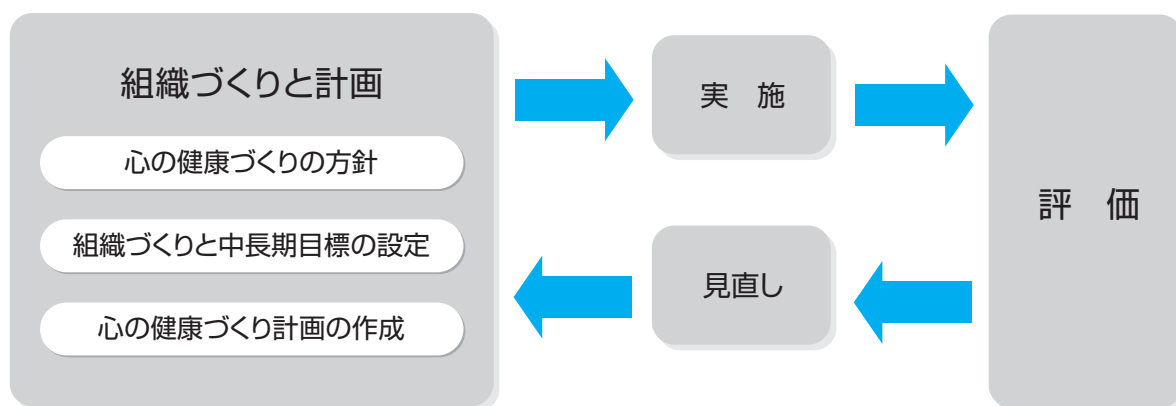 組織づくりと計画
心の健康づくりの方針
組織づくりと中長期目標の設定
心の健康づくり計画の作成
実　施
評　価
見直し